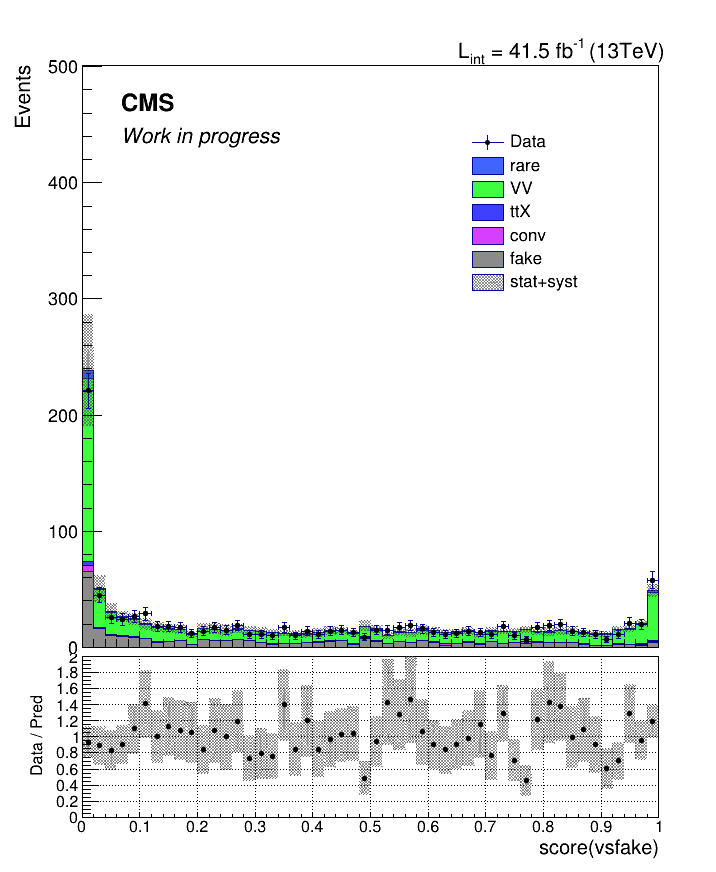 L_int = 41.5 fb^-1 (13TeV)
Events
500
CMS
Work in progress
Data
rare
400
VV
ttX
conv
fake
stat+syst
300
200
100
0
Data / Pred
2
1.8
1.6
1.4
1.2
1
0.8
0.6
0.4
0.2
0
0 0.1 0.2 0.3 0.4 0.5 0.6 0.7 0.8 0.9 1
score(vsfake)